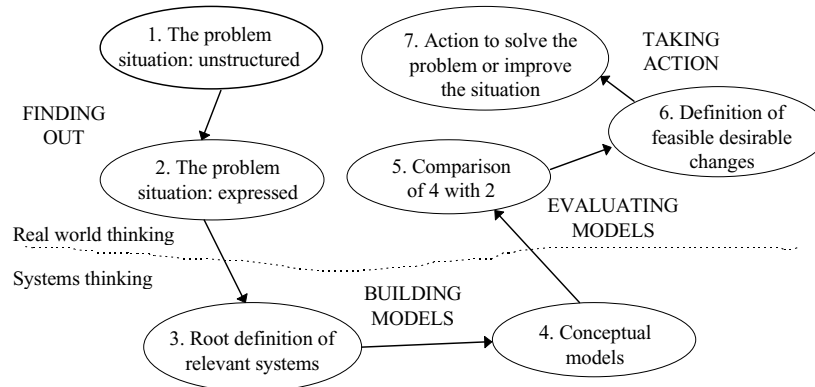 1. The problem
situation: unstructured
FINDING
OUT
2. The problem
situation: expressed
Real world thinking
Systems thinking
3. Root definition of
relevant systems
BUILDING
MODELS
4. Conceptual
models
5. Comparison
of 4 with 2
EVALUATING
MODELS
6. Definition of
feasible desirable
changes
7. Action to solve the
problem or improve
the situation
TAKING
ACTION